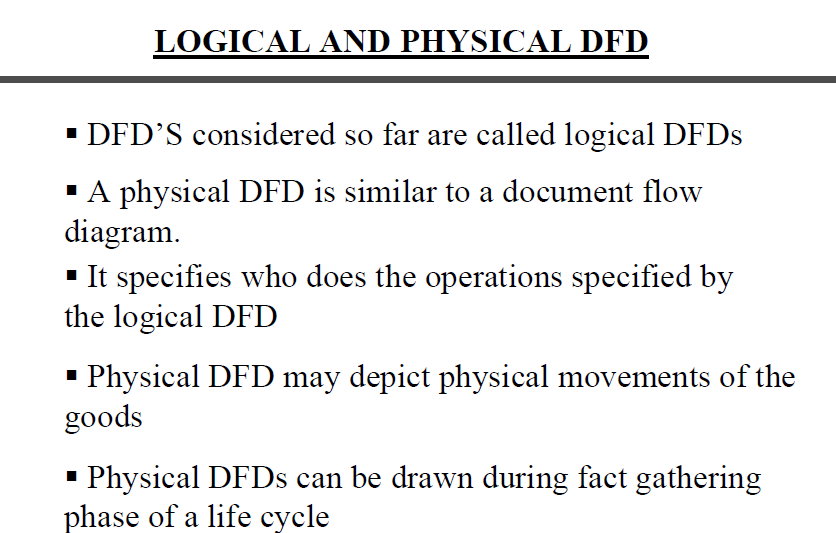 LOGICAL AND PHYSICAL DFD
▪ DFD’S considered so far are called logical DFDs
▪ A physical DFD is similar to a document flow
diagram.
▪ It specifies who does the operations specified by
the logical DFD
▪ Physical DFD may depict physical movements of the
goods
▪ Physical DFDs can be drawn during fact gathering
phase of a life cycle